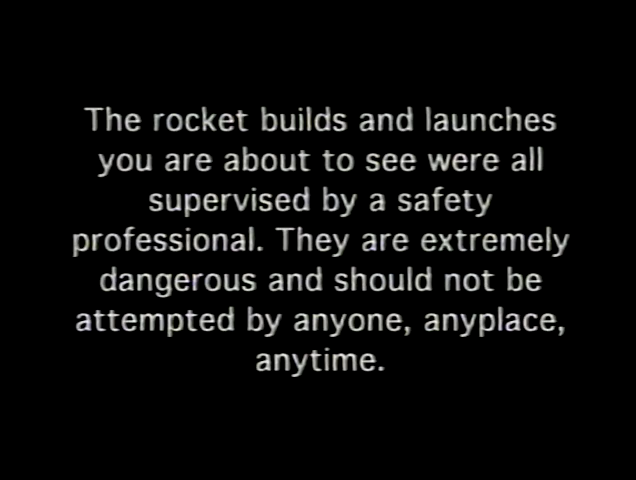 The rocket builds and launches
you are about to see were all
supervised by a safety
professional. They are extremely
dangerous and should not be
attempted by anyone, anyplace,
anytime.